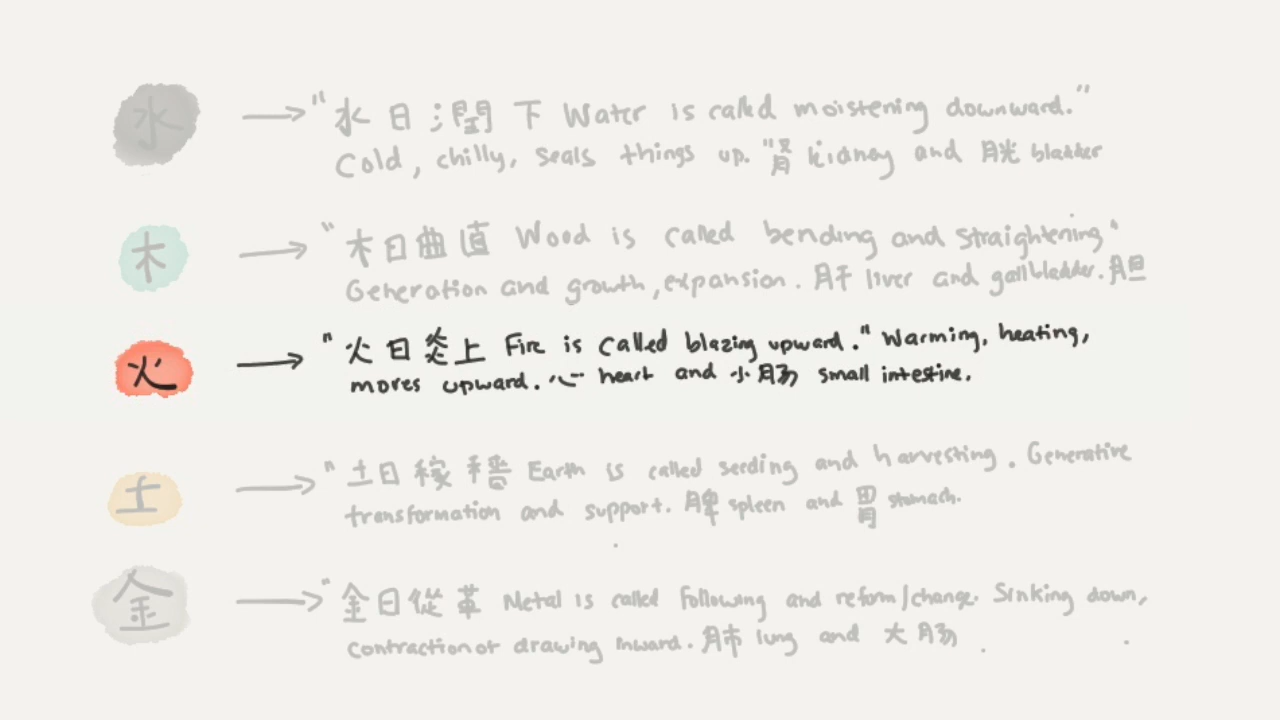 水 → "水曰潤下 Water is called moistening downward."
Cold, chilly, seals things up. "腎 kidney and 胱 bladder
木 → "木曰曲直 Wood is called bending and straightening"
Generation and growth, expansion. 肝 liver and gallbladder. 胆
火 → "火曰炎上 Fire is called blazing upward." Warming, heating,
moves upward. 心 heart and 小肠 small intestine.
土 → "土曰稼穡 Earth is called seeding and harvesting. Generative
transformation and support. 脾 spleen and 胃 stomach.
金 → "金曰從革 Metal is called following and reform/change. Sinking down,
contraction or drawing inward. 肺 lung and 大肠